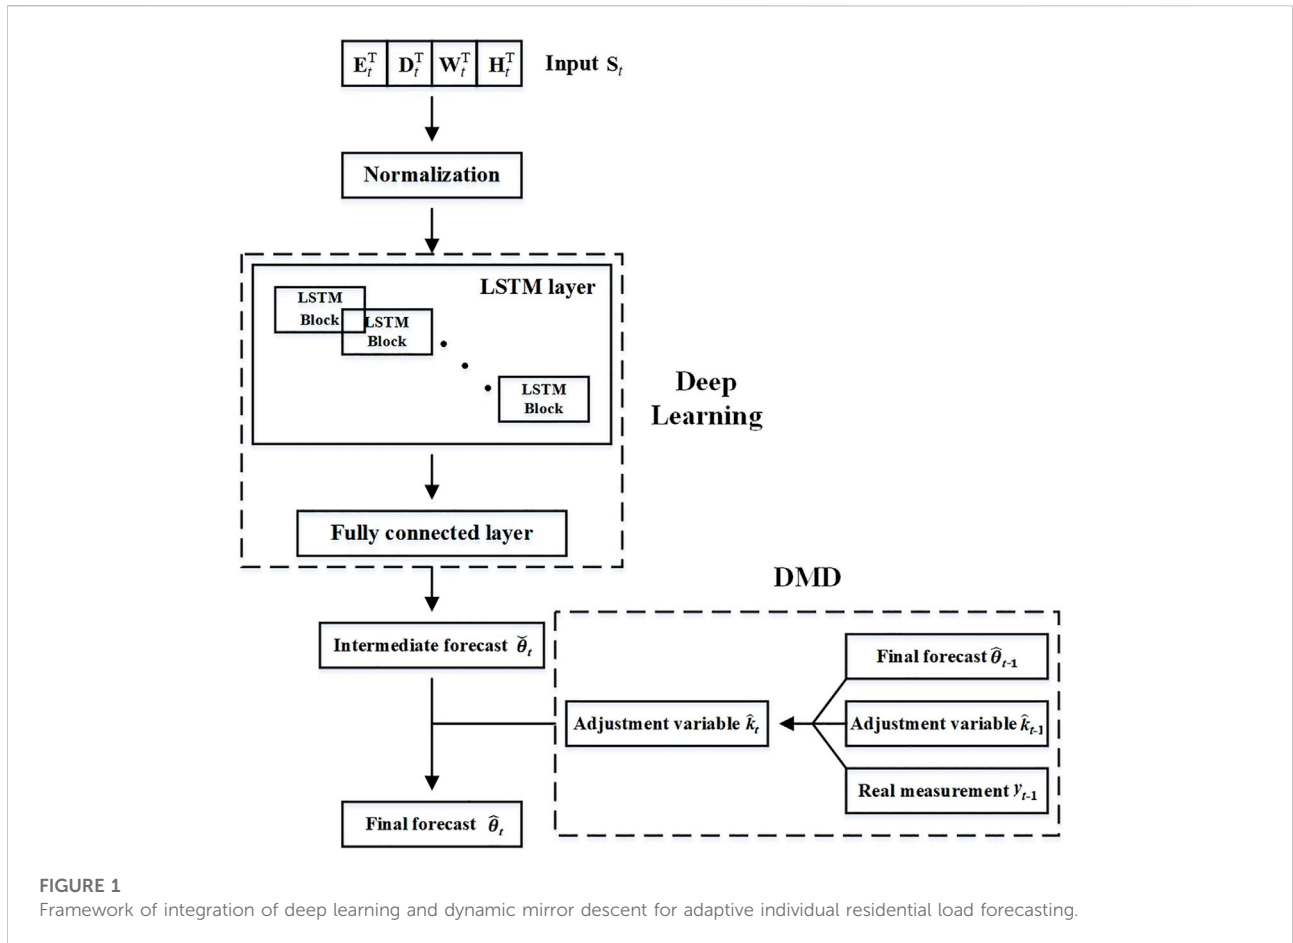 E_t^T D_t^T W_t^T H_t^T Input S_t
Normalization
LSTM layer
LSTM
Block
LSTM
Block
LSTM
Block
Deep
Learning
Fully connected layer
DMD
Intermediate forecast θ̌_t
Final forecast θ̂_{t-1}
Adjustment variable k̂_t
Adjustment variable k̂_{t-1}
Real measurement y_{t-1}
Final forecast θ̂_t
FIGURE 1
Framework of integration of deep learning and dynamic mirror descent for adaptive individual residential load forecasting.